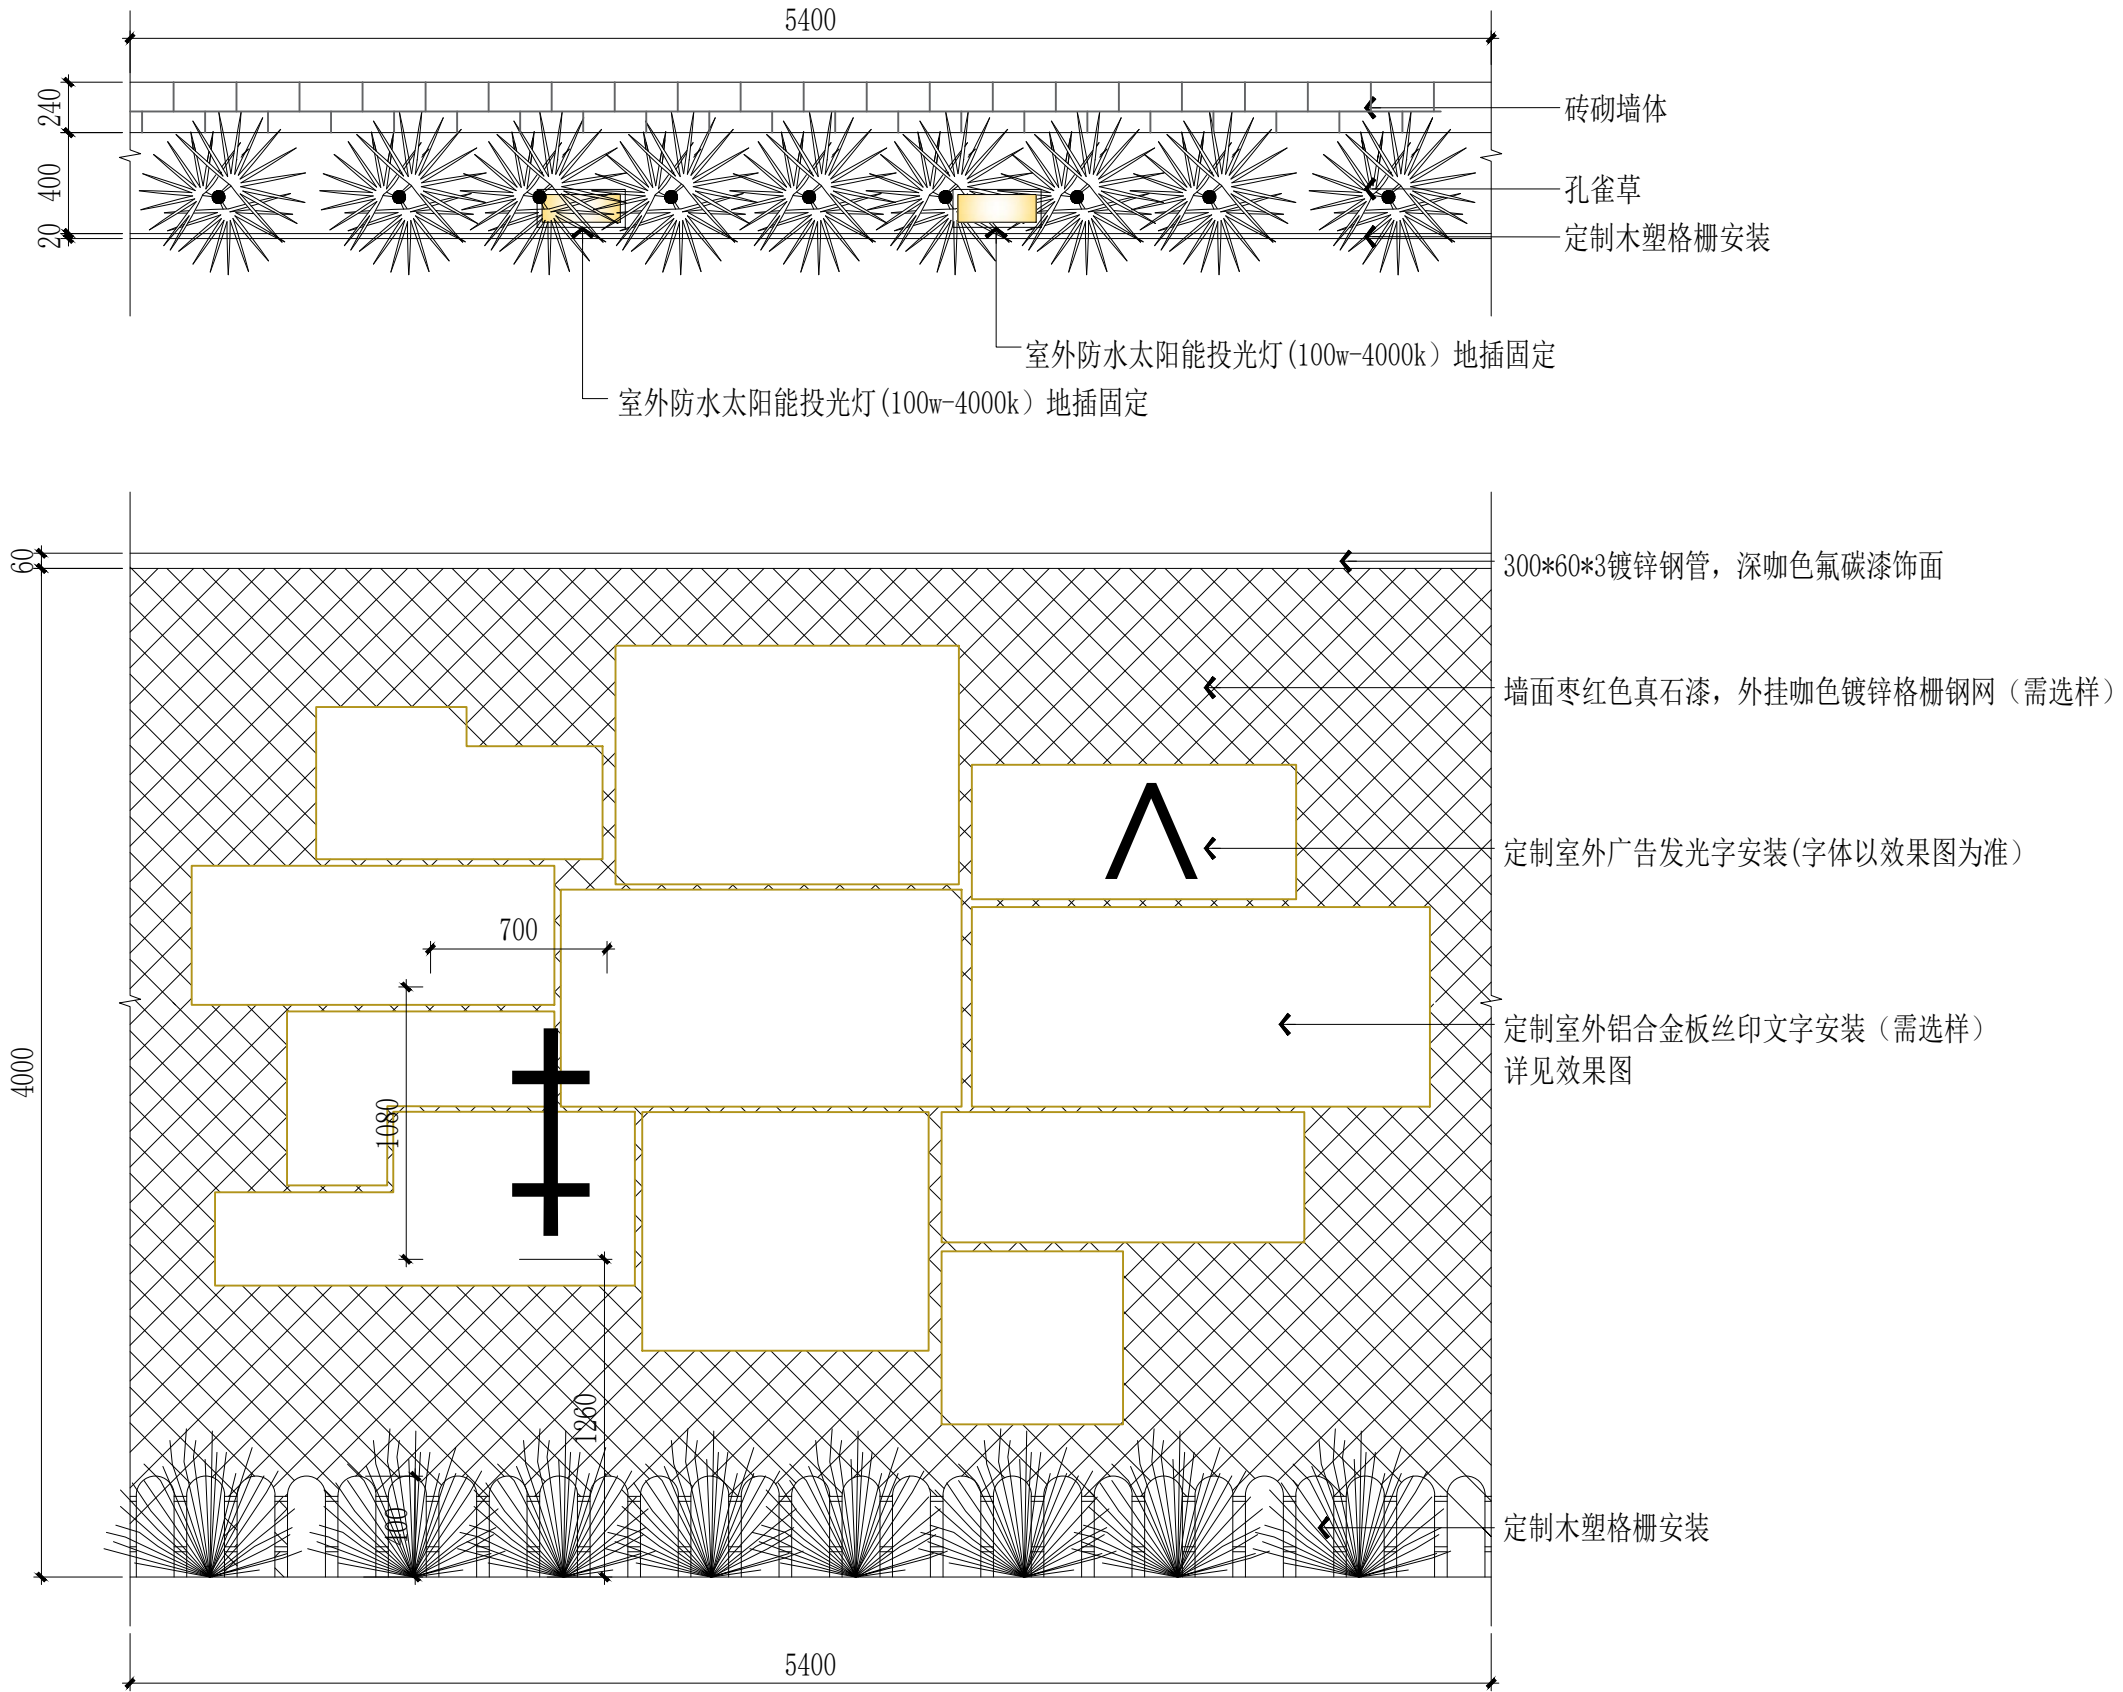 5400
240
砖砌墙体
400
孔雀草
20
定制木塑格栅安装
室外防水太阳能投光灯(100w-4000k）地插固定
室外防水太阳能投光灯(100w-4000k）地插固定
60
300*60*3镀锌钢管，深咖色氟碳漆饰面
墙面枣红色真石漆，外挂咖色镀锌格栅钢网（需选样）
定制室外广告发光字安装(字体以效果图为准）
700
定制室外铝合金板丝印文字安装（需选样）
详见效果图
4000
1080
1260
400
定制木塑格栅安装
5400